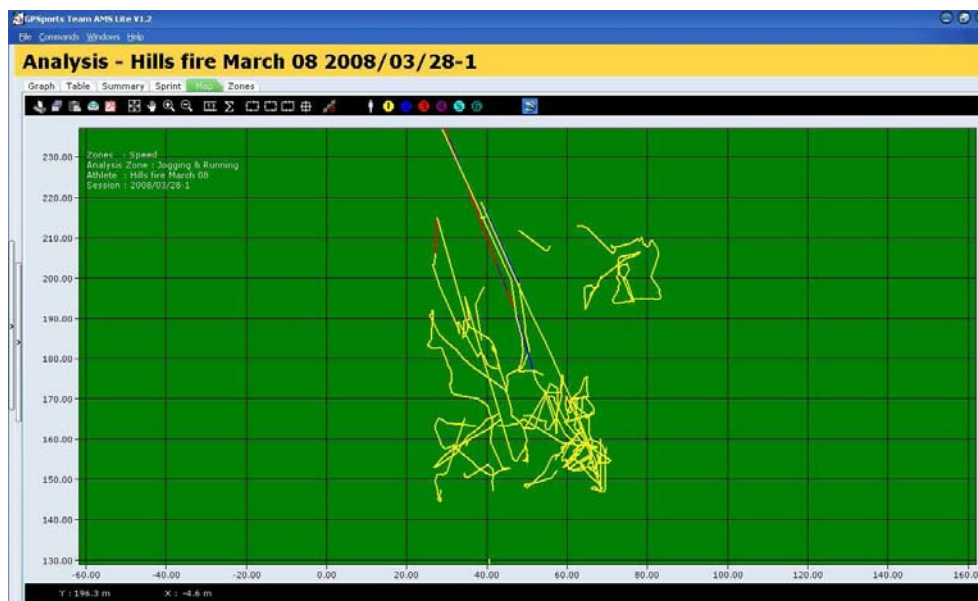 GPSports Team AMS Lite V1.2
File Commands Windows Help
Analysis - Hills fire March 08 2008/03/28-1
Graph Table Summary Sprint Map Zones
Zones : Speed
Analysis Zone : Jogging & Running
Athlete : Hills fire March 08
Session : 2008/03/28-1
230.00
220.00
210.00
200.00
190.00
180.00
170.00
160.00
150.00
140.00
130.00
-60.00 -40.00 -20.00 0.00 20.00 40.00 60.00 80.00 100.00 120.00 140.00 160.
Y : 196.3 m X : -4.6 m